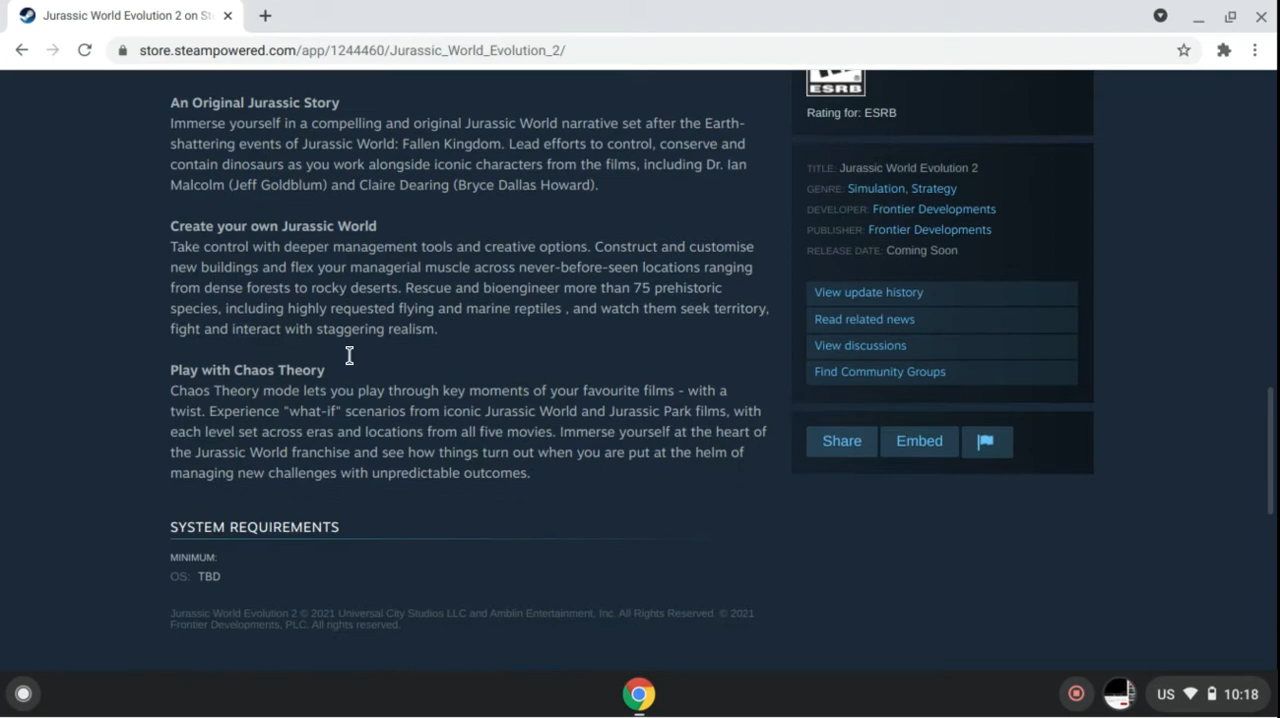 Jurassic World Evolution 2 on St
store.steampowered.com/app/1244460/Jurassic_World_Evolution_2/
An Original Jurassic Story
Immerse yourself in a compelling and original Jurassic World narrative set after the Earth-
shattering events of Jurassic World: Fallen Kingdom. Lead efforts to control, conserve and
contain dinosaurs as you work alongside iconic characters from the films, including Dr. Ian
Malcolm (Jeff Goldblum) and Claire Dearing (Bryce Dallas Howard).
Create your own Jurassic World
Take control with deeper management tools and creative options. Construct and customise
new buildings and flex your managerial muscle across never-before-seen locations ranging
from dense forests to rocky deserts. Rescue and bioengineer more than 75 prehistoric
species, including highly requested flying and marine reptiles , and watch them seek territory,
fight and interact with staggering realism.
Play with Chaos Theory
Chaos Theory mode lets you play through key moments of your favourite films - with a
twist. Experience "what-if" scenarios from iconic Jurassic World and Jurassic Park films, with
each level set across eras and locations from all five movies. Immerse yourself at the heart of
the Jurassic World franchise and see how things turn out when you are put at the helm of
managing new challenges with unpredictable outcomes.
SYSTEM REQUIREMENTS
MINIMUM:
OS: TBD
Jurassic World Evolution 2 © 2021 Universal City Studios LLC and Amblin Entertainment, Inc. All Rights Reserved. © 2021
Frontier Developments, PLC. All rights reserved.
ESRB
Rating for: ESRB
TITLE: Jurassic World Evolution 2
GENRE: Simulation, Strategy
DEVELOPER: Frontier Developments
PUBLISHER: Frontier Developments
RELEASE DATE: Coming Soon
View update history
Read related news
View discussions
Find Community Groups
Share
Embed
US
10:18